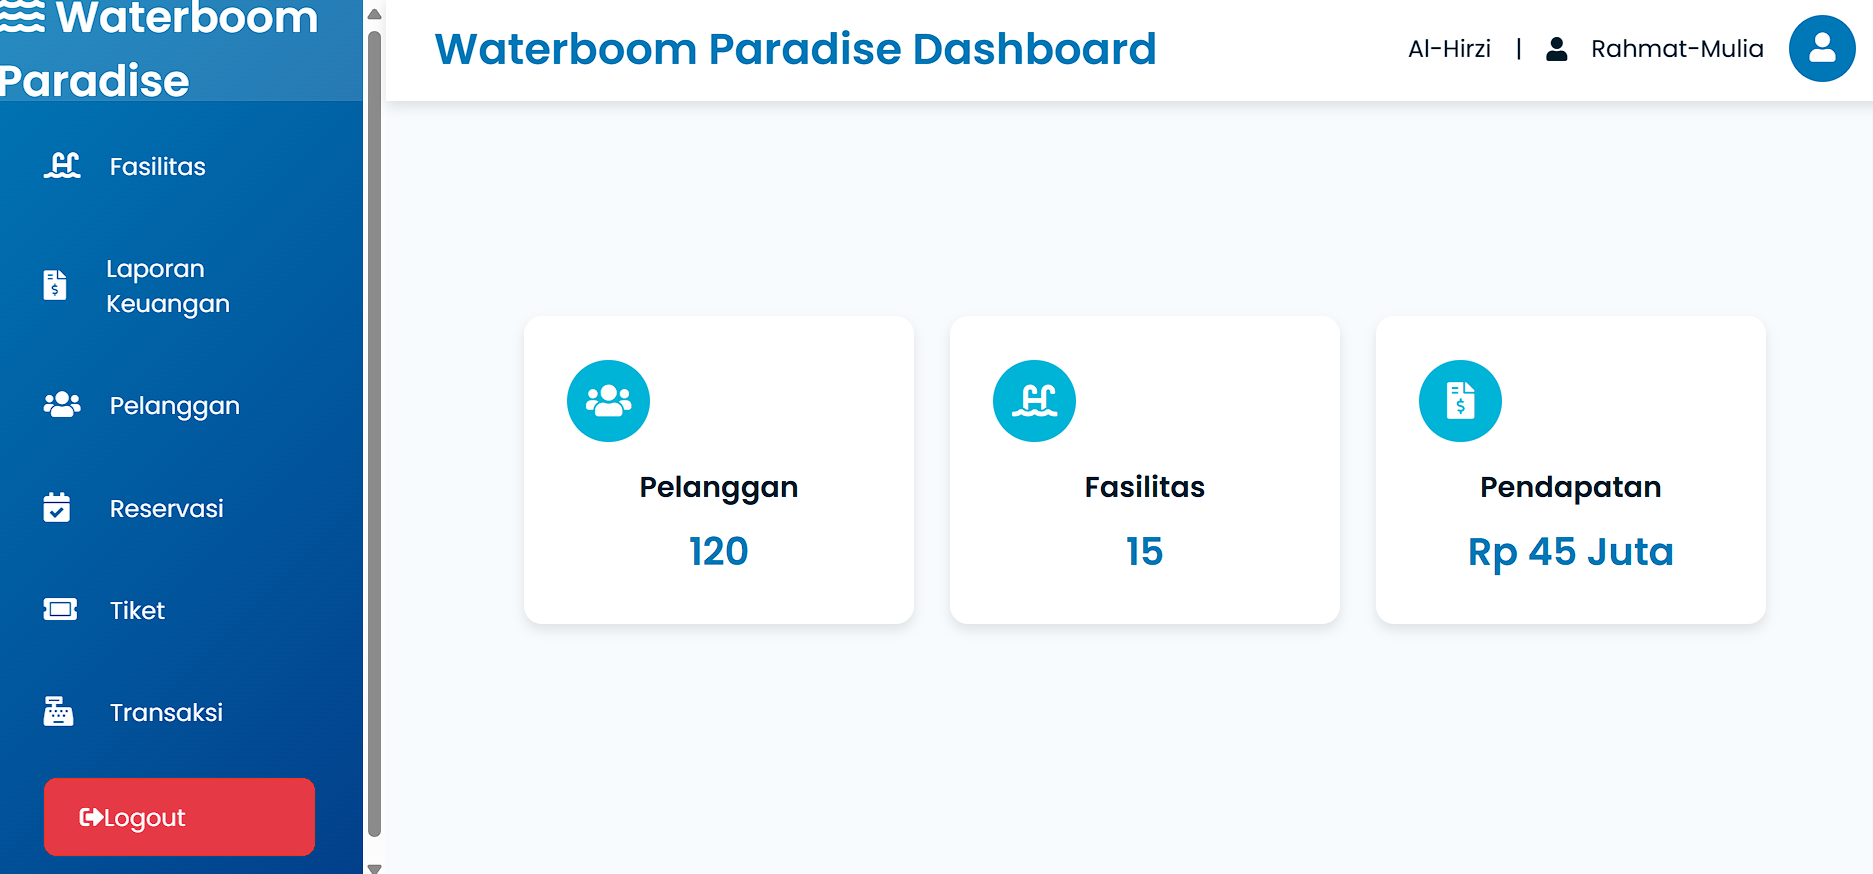 Waterboom
Paradise
Fasilitas
Laporan
Keuangan
Pelanggan
Reservasi
Tiket
Transaksi
Logout
Waterboom Paradise Dashboard
Al-Hirzi | Rahmat-Mulia
Pelanggan
120
Fasilitas
15
Pendapatan
Rp 45 Juta